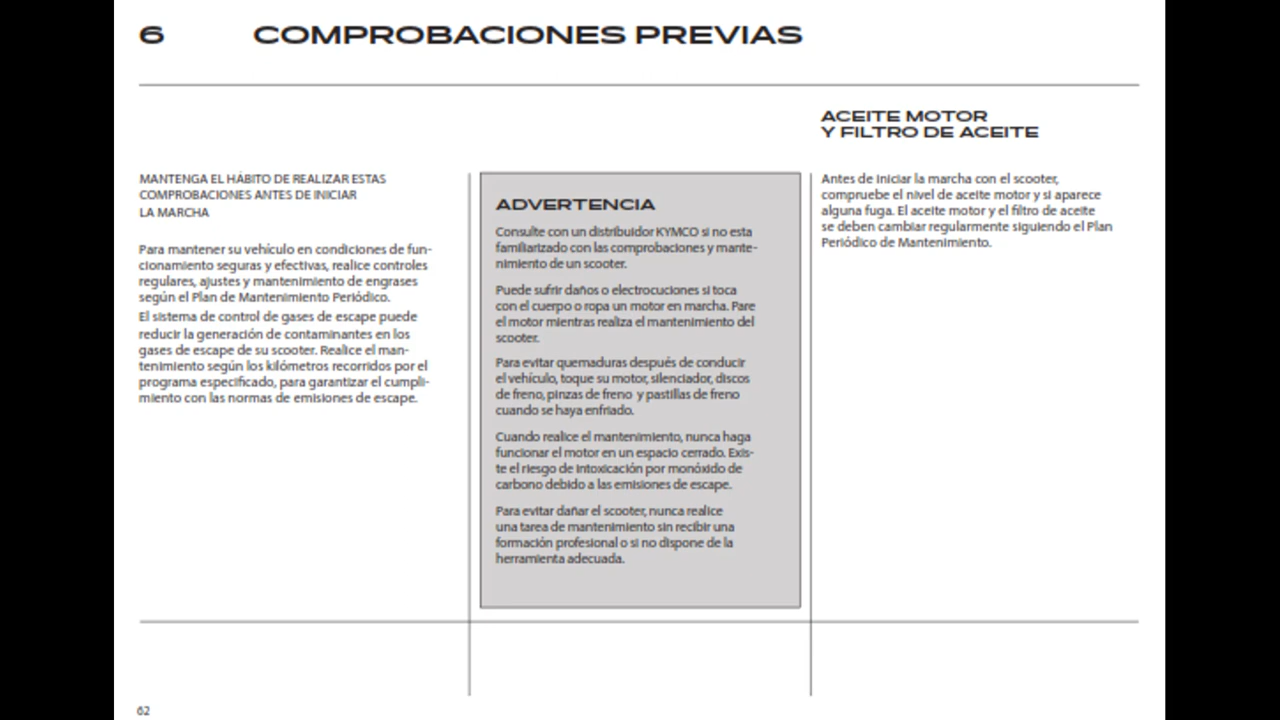 6 COMPROBACIONES PREVIAS
MANTENGA EL HÁBITO DE REALIZAR ESTAS
COMPROBACIONES ANTES DE INICIAR
LA MARCHA
Para mantener su vehículo en condiciones de fun-
cionamiento seguras y efectivas, realice controles
regulares, ajustes y mantenimiento de engrases
según el Plan de Mantenimiento Periódico.
El sistema de control de gases de escape puede
reducir la generación de contaminantes en los
gases de escape de su scooter. Realice el man-
tenimiento según los kilómetros recorridos por el
programa especificado, para garantizar el cumpli-
miento con las normas de emisiones de escape.
ADVERTENCIA
Consulte con un distribuidor KYMCO si no esta
familiarizado con las comprobaciones y mante-
nimiento de un scooter.
Puede sufrir daños o electrocuciones si toca
con el cuerpo o ropa un motor en marcha. Pare
el motor mientras realiza el mantenimiento del
scooter.
Para evitar quemaduras después de conducir
el vehículo, toque su motor, silenciador, discos
de freno, pinzas de freno y pastillas de freno
cuando se haya enfriado.
Cuando realice el mantenimiento, nunca haga
funcionar el motor en un espacio cerrado. Exis-
te el riesgo de intoxicación por monóxido de
carbono debido a las emisiones de escape.
Para evitar dañar el scooter, nunca realice
una tarea de mantenimiento sin recibir una
formación profesional o si no dispone de la
herramienta adecuada.
ACEITE MOTOR
Y FILTRO DE ACEITE
Antes de iniciar la marcha con el scooter,
compruebe el nivel de aceite motor y si aparece
alguna fuga. El aceite motor y el filtro de aceite
se deben cambiar regularmente siguiendo el Plan
Periódico de Mantenimiento.
62